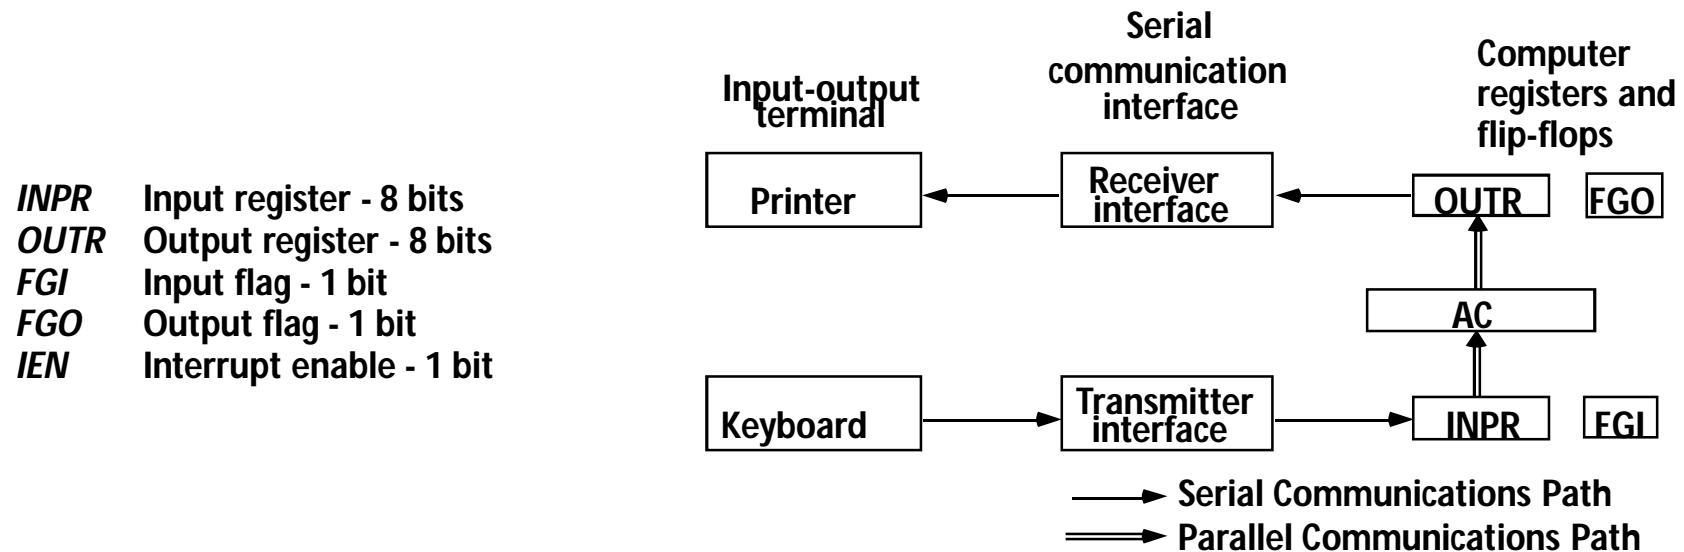 INPR Input register - 8 bits
OUTR Output register - 8 bits
FGI Input flag - 1 bit
FGO Output flag - 1 bit
IEN Interrupt enable - 1 bit
Input-output
terminal
Serial
communication
interface
Computer
registers and
flip-flops
Printer
Receiver
interface
OUTR
FGO
AC
Keyboard
Transmitter
interface
INPR
FGI
Serial Communications Path
Parallel Communications Path